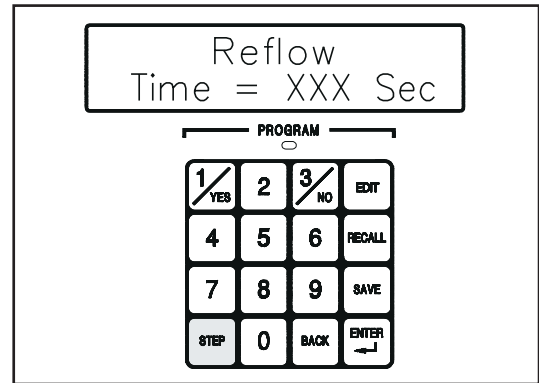 Reflow
Time = XXX Sec
PROGRAM
1/YES 2 3/NO EDIT
4 5 6 RECALL
7 8 9 SAVE
STEP 0 BACK ENTER